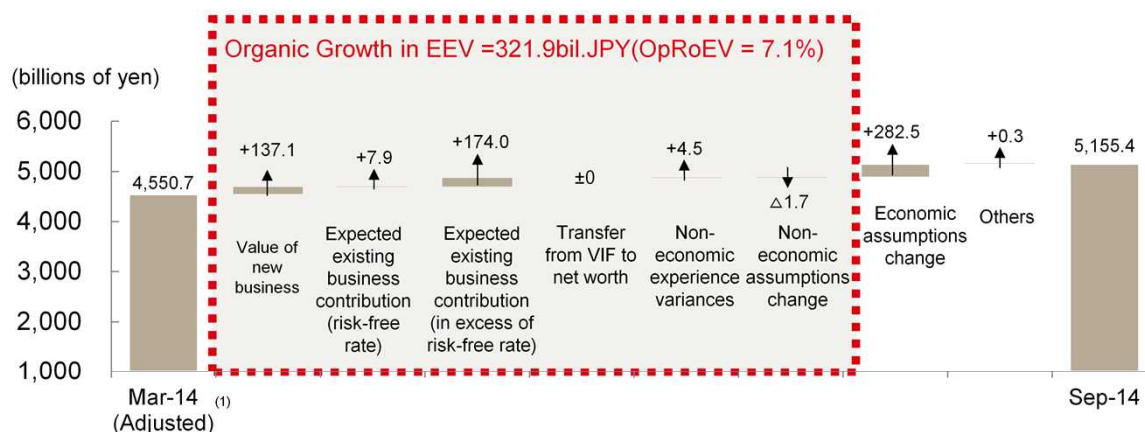 Organic Growth in EEV =321.9bil.JPY(OpRoEV = 7.1%)
(billions of yen)
6,000
5,000
4,000
3,000
2,000
1,000
4,550.7
+137.1
+7.9
+174.0
±0
+4.5
△1.7
+282.5
+0.3
5,155.4
Value of
new
business
Expected
existing
business
contribution
(risk-free
rate)
Expected
existing
business
contribution
(in excess of
risk-free rate)
Transfer
from VIF to
net worth
Non-
economic
experience
variances
Non-
economic
assumptions
change
Economic
assumptions
change
Others
Mar-14 (1)
(Adjusted)
Sep-14